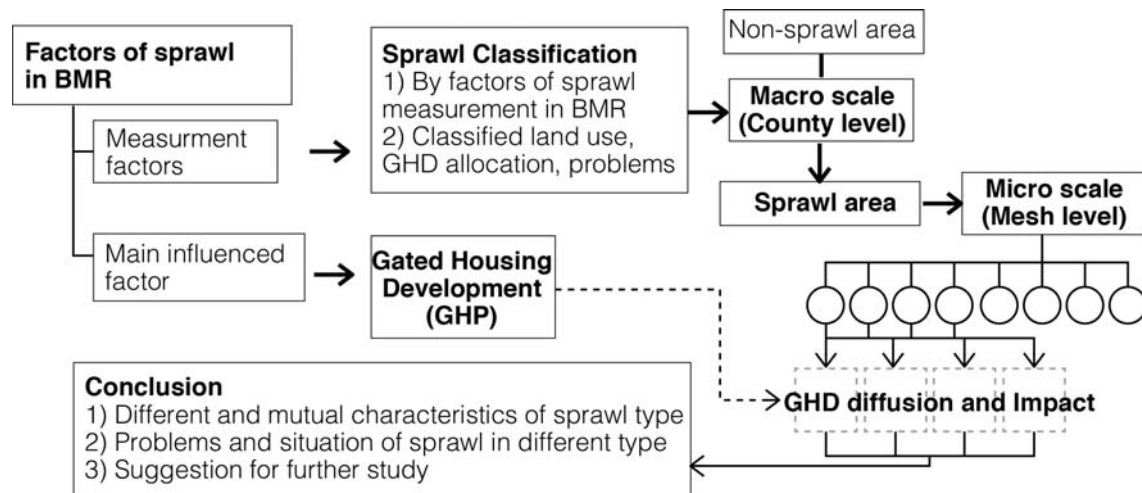 Factors of sprawl
in BMR
Measurment
factors
Main influenced
factor
Sprawl Classification
1) By factors of sprawl
measurement in BMR
2) Classified land use,
GHD allocation, problems
Gated Housing
Development
(GHP)
Non-sprawl area
Macro scale
(County level)
Sprawl area
Micro scale
(Mesh level)
GHD diffusion and Impact
Conclusion
1) Different and mutual characteristics of sprawl type
2) Problems and situation of sprawl in different type
3) Suggestion for further study